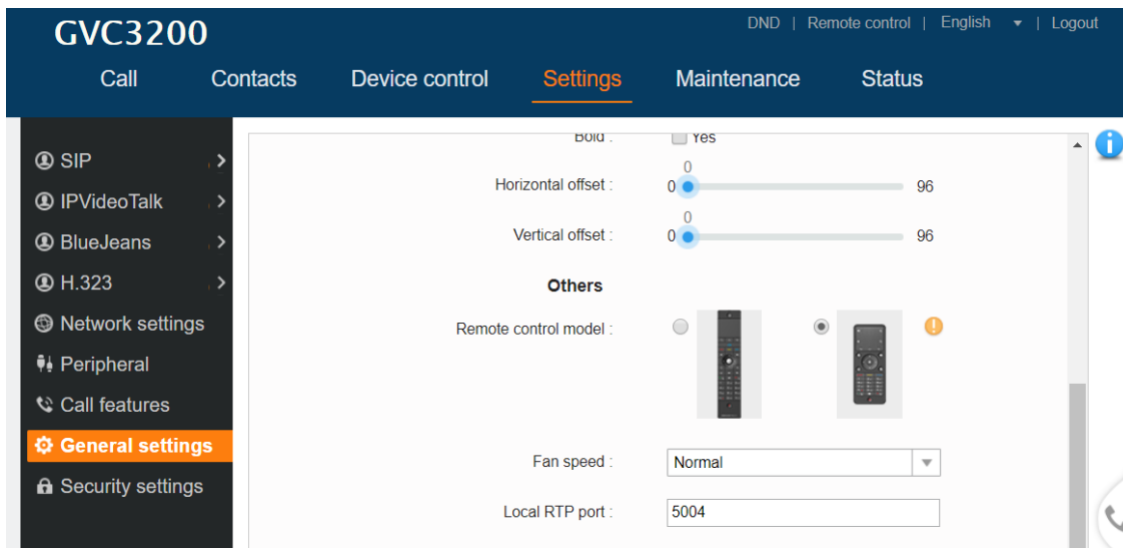 GVC3200
DND | Remote control | English | Logout
Call Contacts Device control Settings Maintenance Status
SIP
IPVideoTalk
BlueJeans
H.323
Network settings
Peripheral
Call features
General settings
Security settings
Bold : Yes
0
Horizontal offset : 0 96
0
Vertical offset : 0 96
Others
Remote control model :
Fan speed : Normal
Local RTP port : 5004